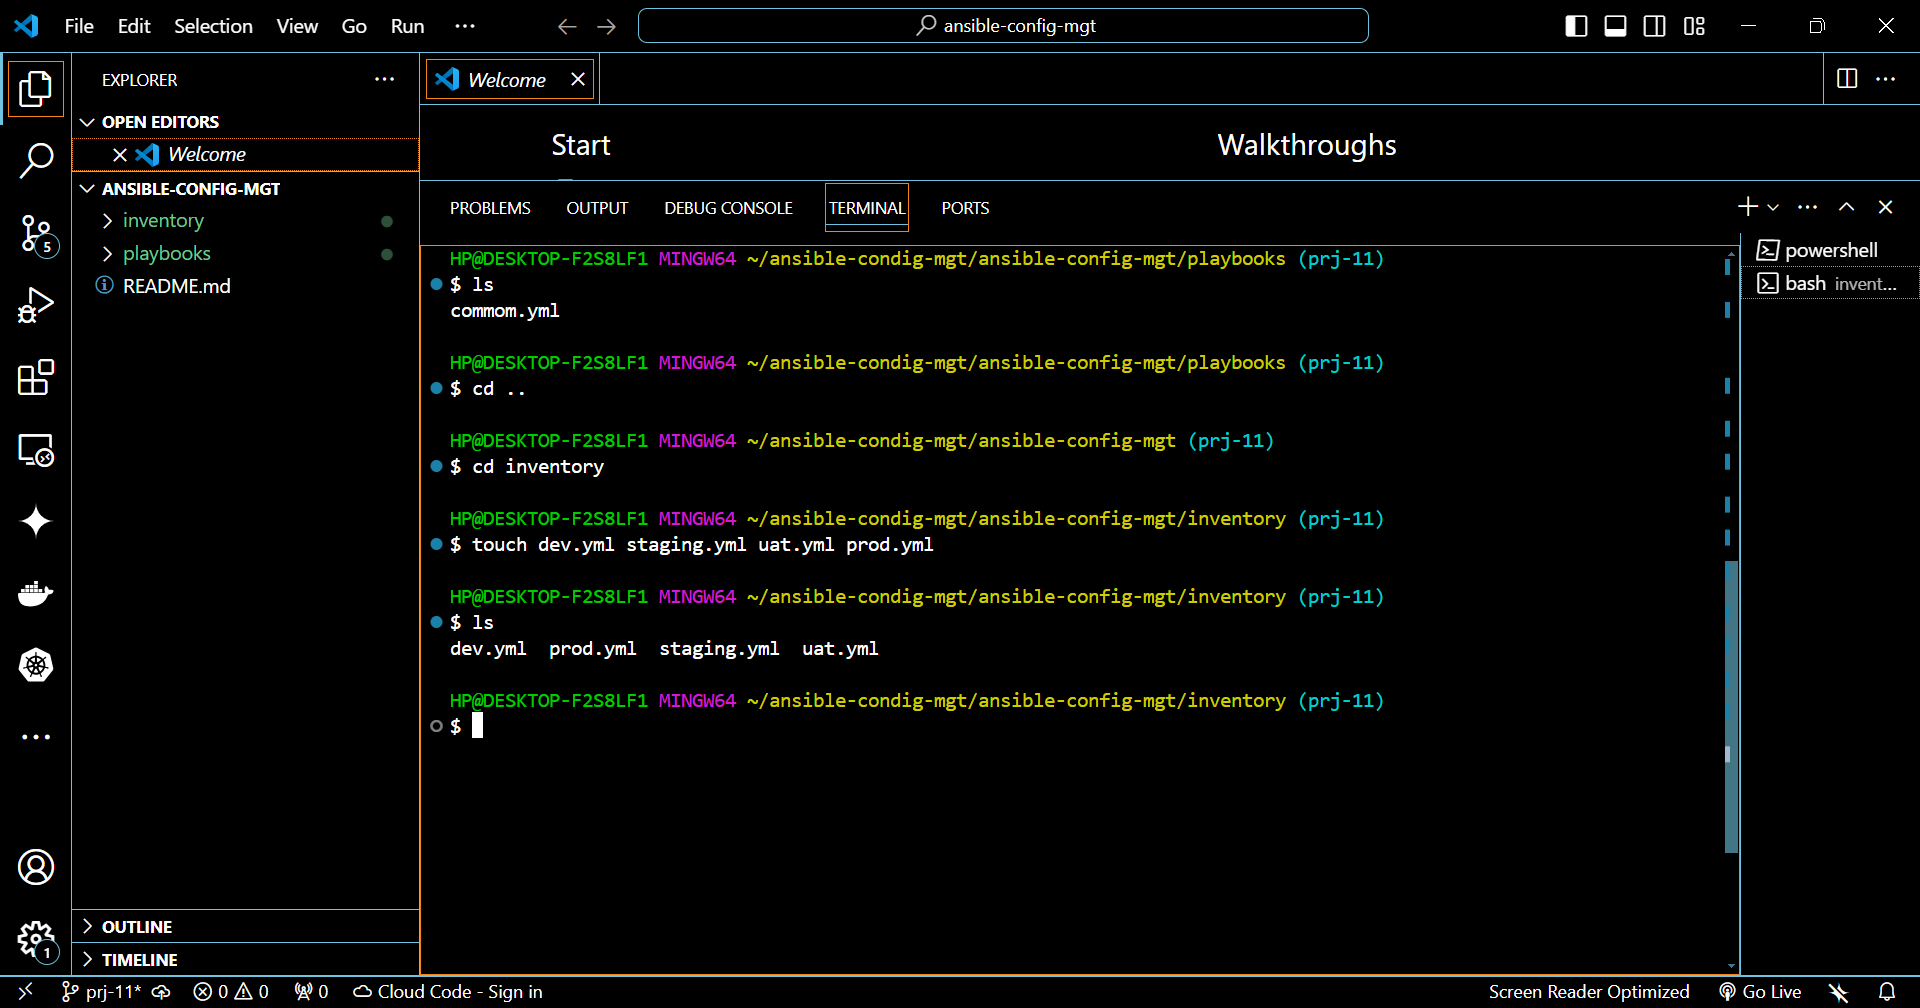 File Edit Selection View Go Run
ansible-config-mgt
EXPLORER
OPEN EDITORS
Welcome
ANSIBLE-CONFIG-MGT
inventory
playbooks
README.md
5
OUTLINE
1
TIMELINE
Welcome
Start
Walkthroughs
PROBLEMS OUTPUT DEBUG CONSOLE TERMINAL PORTS
HP@DESKTOP-F2S8LF1 MINGW64 ~/ansible-condig-mgt/ansible-config-mgt/playbooks (prj-11)
$ ls
commom.yml
HP@DESKTOP-F2S8LF1 MINGW64 ~/ansible-condig-mgt/ansible-config-mgt/playbooks (prj-11)
$ cd ..
HP@DESKTOP-F2S8LF1 MINGW64 ~/ansible-condig-mgt/ansible-config-mgt (prj-11)
$ cd inventory
HP@DESKTOP-F2S8LF1 MINGW64 ~/ansible-condig-mgt/ansible-config-mgt/inventory (prj-11)
$ touch dev.yml staging.yml uat.yml prod.yml
HP@DESKTOP-F2S8LF1 MINGW64 ~/ansible-condig-mgt/ansible-config-mgt/inventory (prj-11)
$ ls
dev.yml prod.yml staging.yml uat.yml
HP@DESKTOP-F2S8LF1 MINGW64 ~/ansible-condig-mgt/ansible-config-mgt/inventory (prj-11)
$
powershell
bash invent...
prj-11* 0 0 0 Cloud Code - Sign in Screen Reader Optimized Go Live